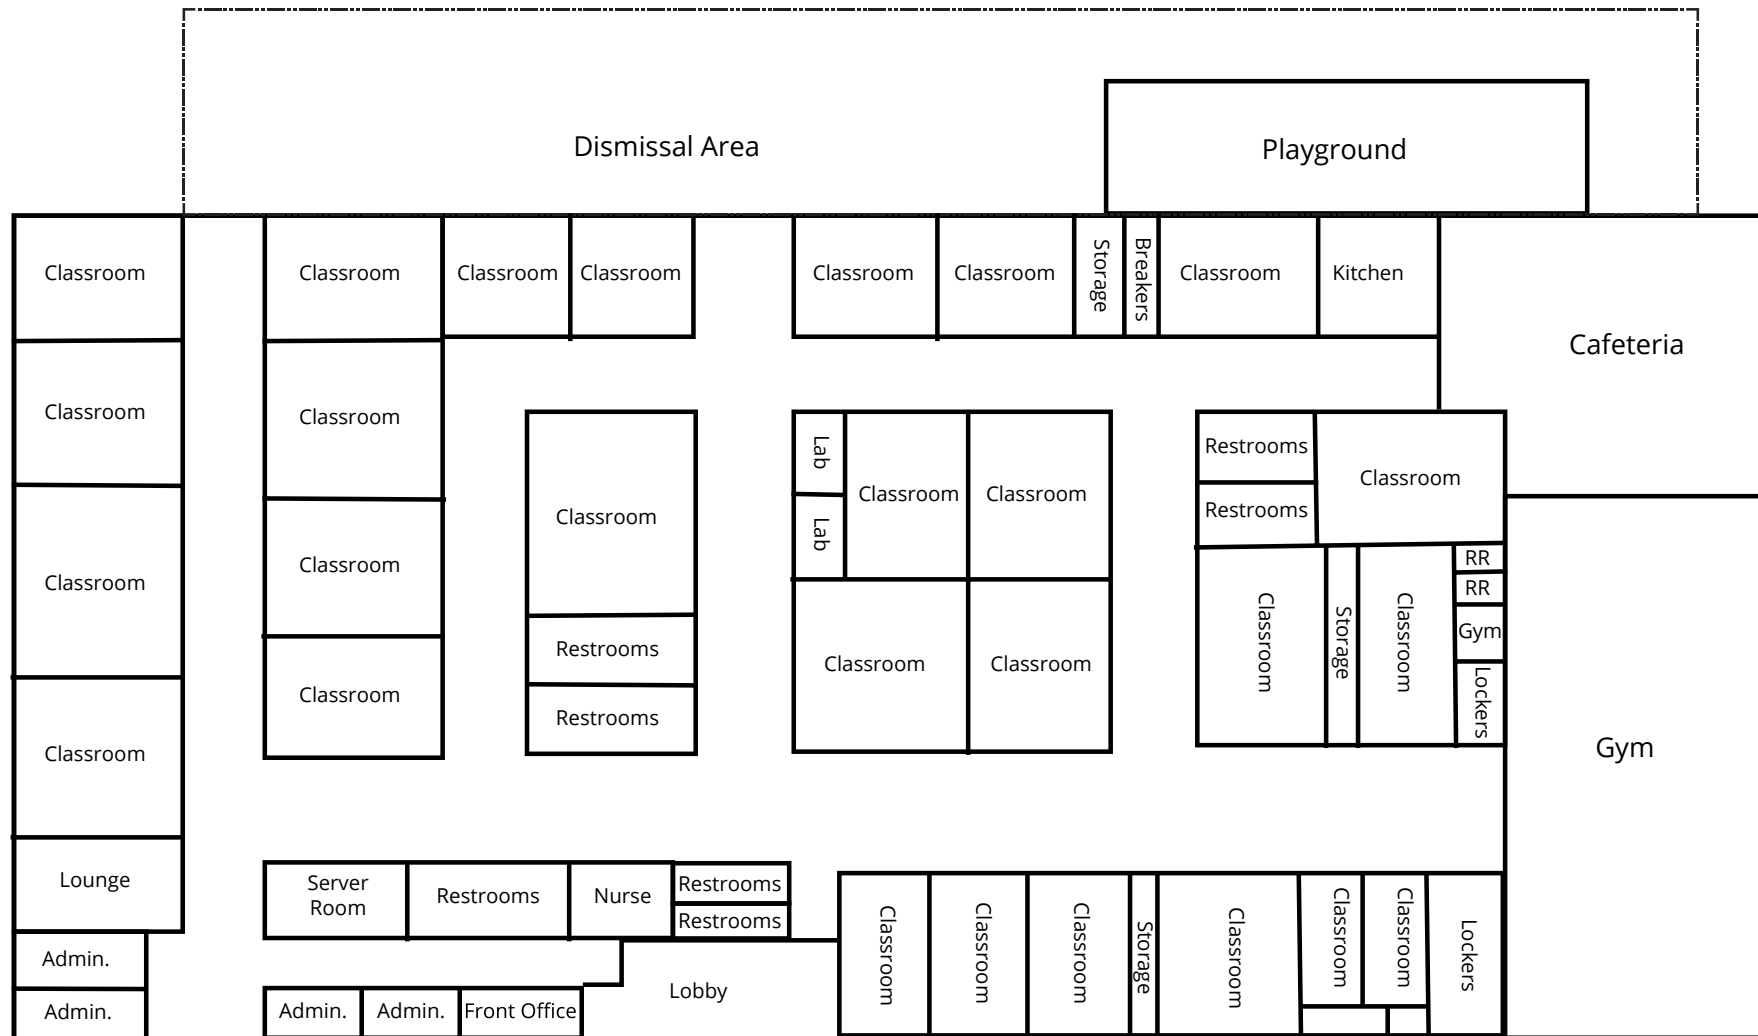 Dismissal Area
Playground
Classroom
Classroom
Classroom
Classroom
Classroom
Classroom
Storage
Breakers
Classroom
Kitchen
Cafeteria
Classroom
Classroom
Lab
Classroom
Classroom
Restrooms
Classroom
Restrooms
Lab
Classroom
Classroom
Classroom
RR
RR
Gym
Lockers
Classroom
Storage
Classroom
Restrooms
Classroom
Classroom
Classroom
Restrooms
Classroom
Gym
Lounge
Server
Room
Restrooms
Nurse
Restrooms
Restrooms
Classroom
Classroom
Classroom
Storage
Classroom
Classroom
Classroom
Lockers
Admin.
Lobby
Admin.
Admin.
Admin.
Front Office